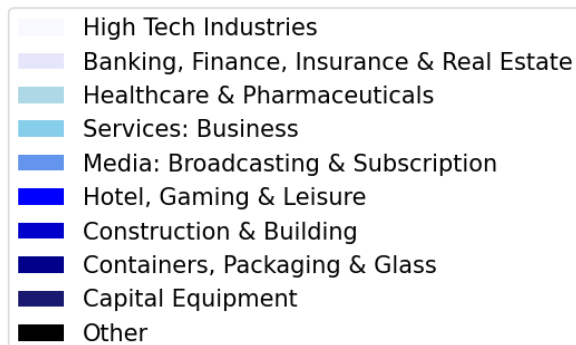 High Tech Industries
Banking, Finance, Insurance & Real Estate
Healthcare & Pharmaceuticals
Services: Business
Media: Broadcasting & Subscription
Hotel, Gaming & Leisure
Construction & Building
Containers, Packaging & Glass
Capital Equipment
Other